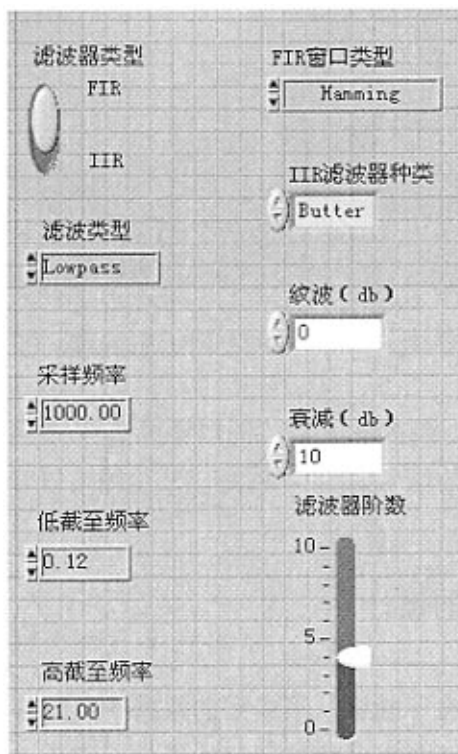 滤波器类型
FIR
IIR
滤波类型
Lowpass
采样频率
1000.00
低截至频率
0.12
高截至频率
21.00
FIR窗口类型
Hamming
IIR滤波器种类
Butter
纹波（db）
0
衰减（db）
10
滤波器阶数
10
5
0